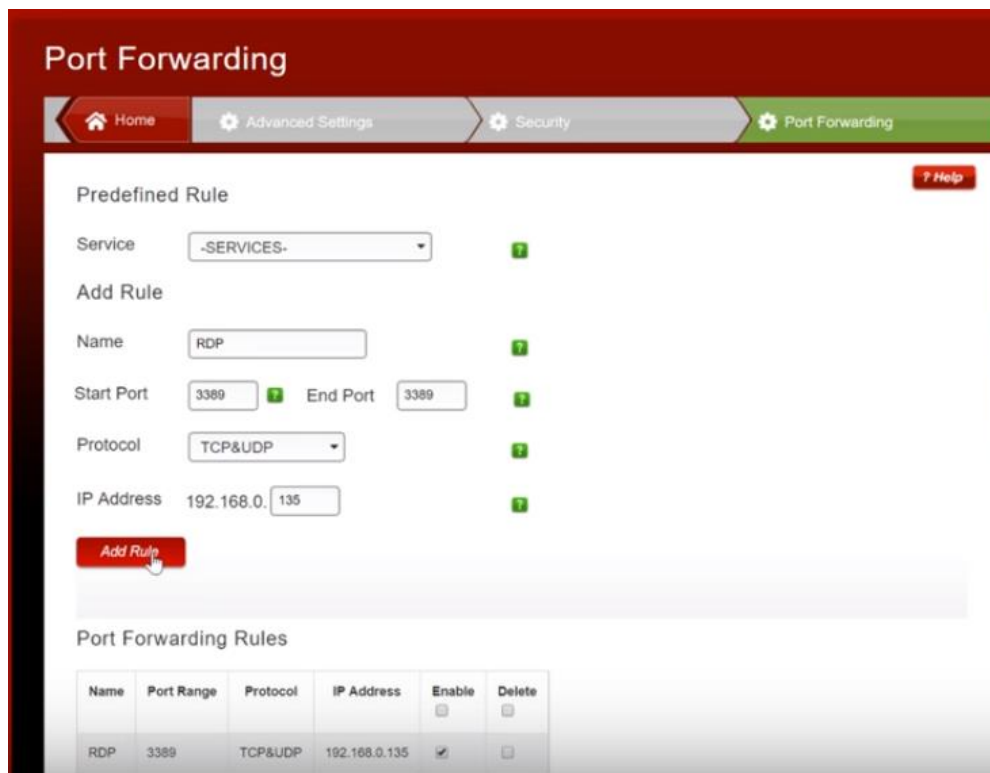 Port Forwarding
Home Advanced Settings Security Port Forwarding
? Help
Predefined Rule
Service -SERVICES- ?
Add Rule
Name RDP ?
Start Port 3389 ? End Port 3389 ?
Protocol TCP&UDP ?
IP Address 192.168.0. 135 ?
Add Rule
Port Forwarding Rules
Name Port Range Protocol IP Address Enable Delete
RDP 3389 TCP&UDP 192.168.0.135